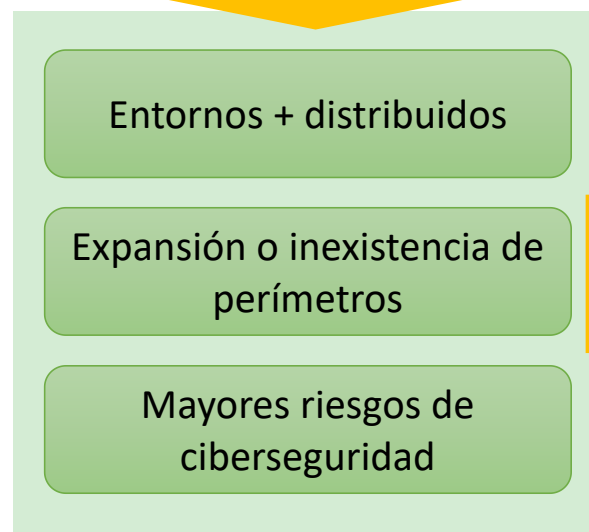 Entornos + distribuidos
Expansión o inexistencia de
perímetros
Mayores riesgos de
ciberseguridad